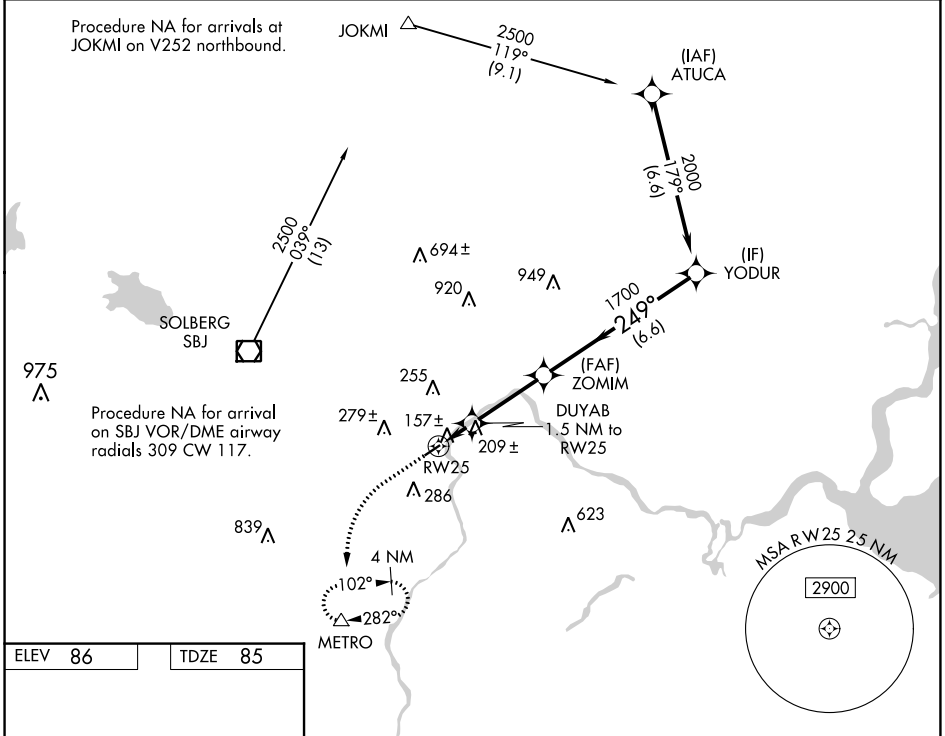 Procedure NA for arrivals at
JOKMI on V252 northbound.
JOKMI
2500
119°
(9.1)
(IAF)
ATUCA
2000
179°
(6.6)
2500
039°
(13)
694 ±
920
949
(IF)
YODUR
1700
249°
(6.6)
SOLBERG
SBJ
975
(FAF)
ZOMIM
255
Procedure NA for arrival
on SBJ VOR/DME airway
radials 309 CW 117.
279 ±
157 ±
DUYAB
1.5 NM to
RW25
209 ±
RW25
286
623
839
4 NM
102°
282°
METRO
MSA RW25 25 NM
2900
ELEV 86
TDZE 85